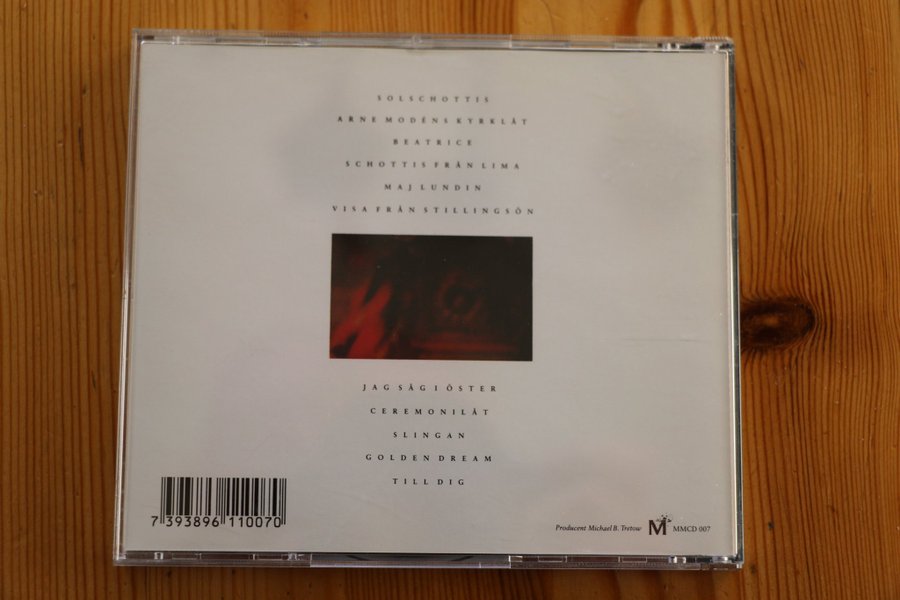 SOLSCHOTTIS
ARNE MODÉNS KYRKLÅT
BEATRICE
SCHOTTIS FRÅN LIMA
MAJ LUNDIN
VISA FRÅN STILLINGSÖN
JAG SÅG I ÖSTER
CEREMONILÅT
SLINGAN
GOLDEN DREAM
TILL DIG
7 393896 110070
Producent Michael B. Tretow M MMCD 007